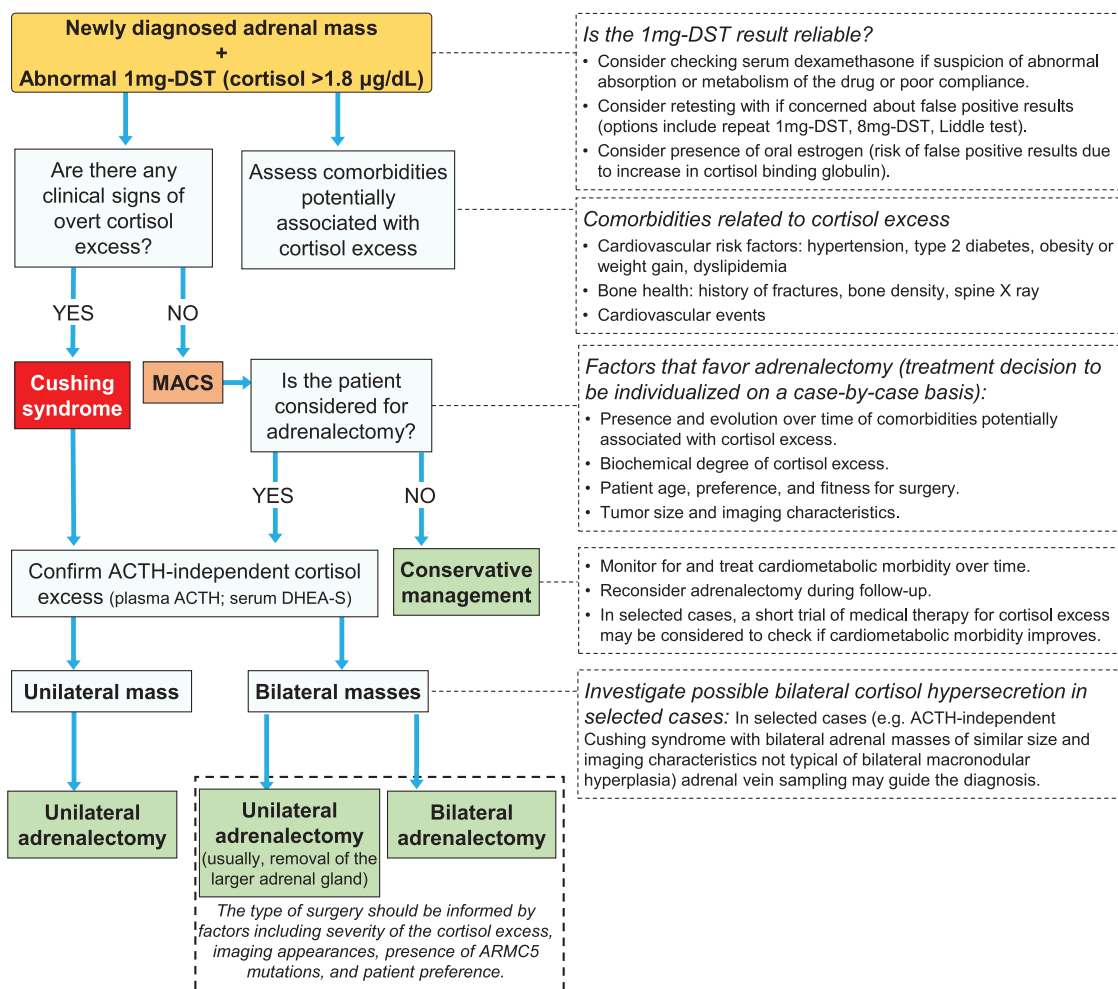 Newly diagnosed adrenal mass
+
Abnormal 1mg-DST (cortisol >1.8 µg/dL)
Is the 1mg-DST result reliable?
• Consider checking serum dexamethasone if suspicion of abnormal
absorption or metabolism of the drug or poor compliance.
• Consider retesting with if concerned about false positive results
(options include repeat 1mg-DST, 8mg-DST, Liddle test).
• Consider presence of oral estrogen (risk of false positive results due
to increase in cortisol binding globulin).
Are there any
clinical signs of
overt cortisol
excess?
Assess comorbidities
potentially
associated with
cortisol excess
Comorbidities related to cortisol excess
• Cardiovascular risk factors: hypertension, type 2 diabetes, obesity or
weight gain, dyslipidemia
• Bone health: history of fractures, bone density, spine X ray
• Cardiovascular events
YES
NO
Cushing
syndrome
MACS
Is the patient
considered for
adrenalectomy?
Factors that favor adrenalectomy (treatment decision to
be individualized on a case-by-case basis):
• Presence and evolution over time of comorbidities potentially
associated with cortisol excess.
• Biochemical degree of cortisol excess.
• Patient age, preference, and fitness for surgery.
• Tumor size and imaging characteristics.
YES
NO
Confirm ACTH-independent cortisol
excess (plasma ACTH; serum DHEA-S)
Conservative
management
• Monitor for and treat cardiometabolic morbidity over time.
• Reconsider adrenalectomy during follow-up.
• In selected cases, a short trial of medical therapy for cortisol excess
may be considered to check if cardiometabolic morbidity improves.
Unilateral mass
Bilateral masses
Investigate possible bilateral cortisol hypersecretion in
selected cases: In selected cases (e.g. ACTH-independent
Cushing syndrome with bilateral adrenal masses of similar size and
imaging characteristics not typical of bilateral macronodular
hyperplasia) adrenal vein sampling may guide the diagnosis.
Unilateral
adrenalectomy
Unilateral
adrenalectomy
(usually, removal of the
larger adrenal gland)
Bilateral
adrenalectomy
The type of surgery should be informed by
factors including severity of the cortisol excess,
imaging appearances, presence of ARMC5
mutations, and patient preference.